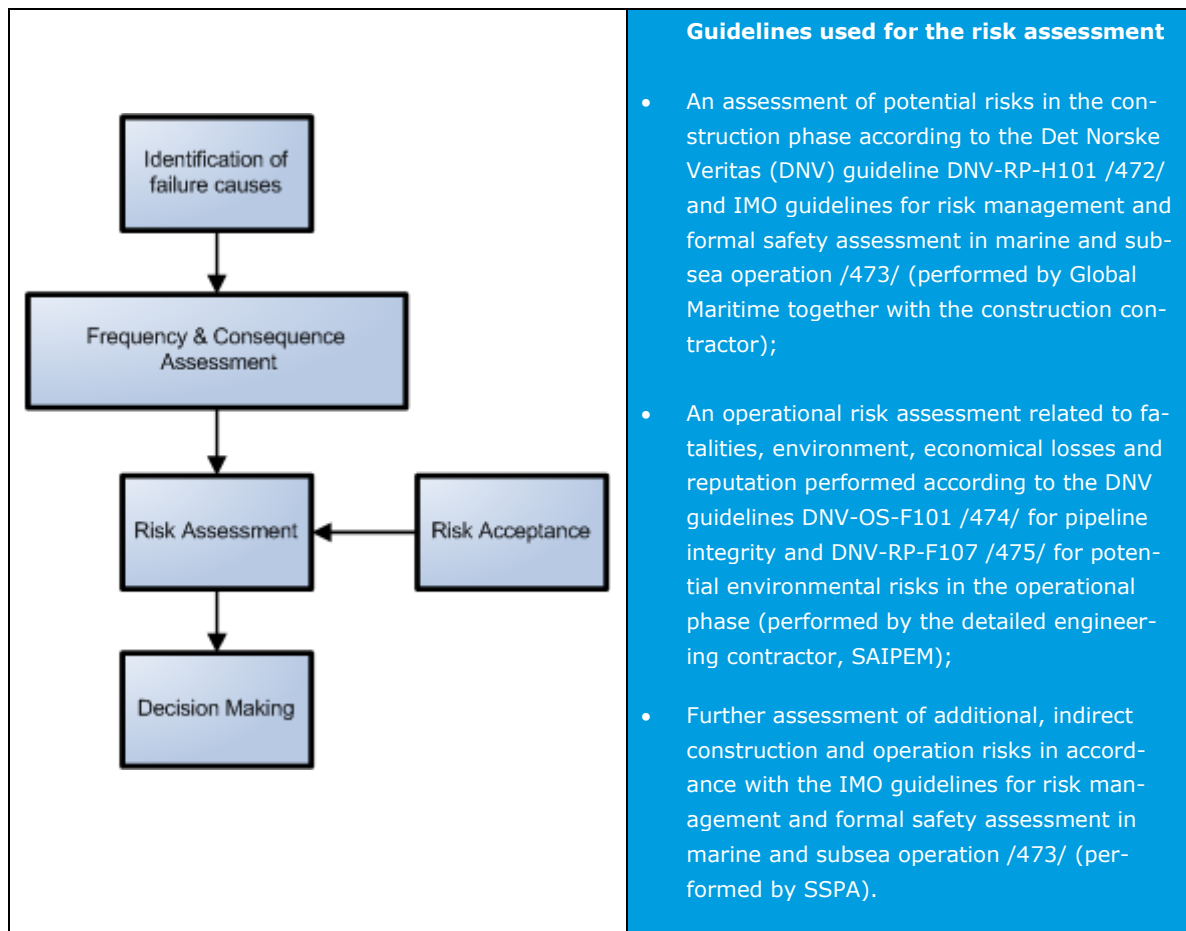 Identification of
failure causes
Frequency & Consequence
Assessment
Risk Assessment
Risk Acceptance
Decision Making
Guidelines used for the risk assessment
• An assessment of potential risks in the con-
struction phase according to the Det Norske
Veritas (DNV) guideline DNV-RP-H101 /472/
and IMO guidelines for risk management and
formal safety assessment in marine and sub-
sea operation /473/ (performed by Global
Maritime together with the construction con-
tractor);
• An operational risk assessment related to fa-
talities, environment, economical losses and
reputation performed according to the DNV
guidelines DNV-OS-F101 /474/ for pipeline
integrity and DNV-RP-F107 /475/ for poten-
tial environmental risks in the operational
phase (performed by the detailed engineer-
ing contractor, SAIPEM);
• Further assessment of additional, indirect
construction and operation risks in accord-
ance with the IMO guidelines for risk man-
agement and formal safety assessment in
marine and subsea operation /473/ (per-
formed by SSPA).